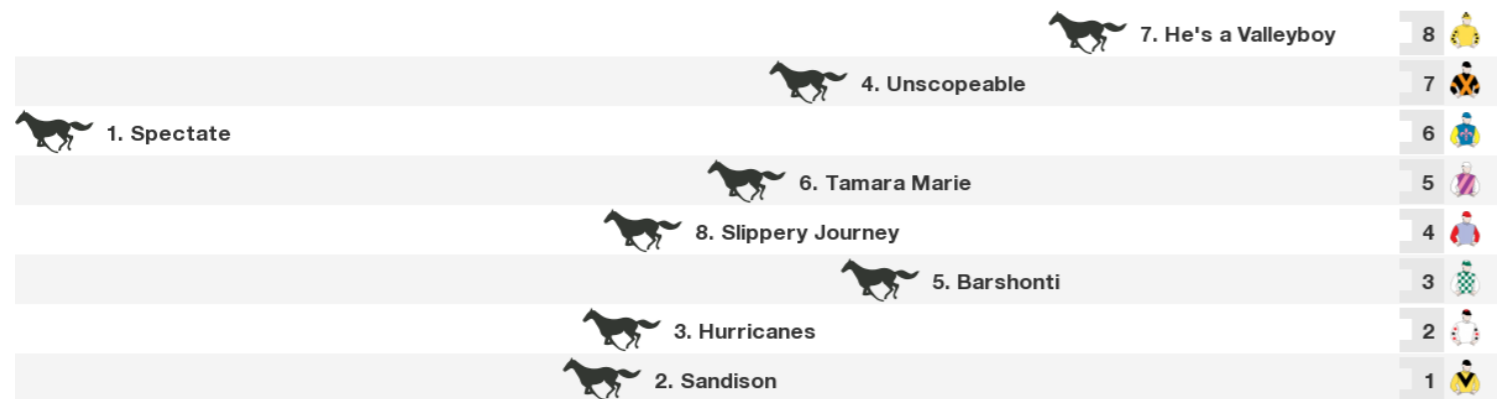 7. He's a Valleyboy 8
4. Unscopeable 7
1. Spectate 6
6. Tamara Marie 5
8. Slippery Journey 4
5. Barshonti 3
3. Hurricanes 2
2. Sandison 1